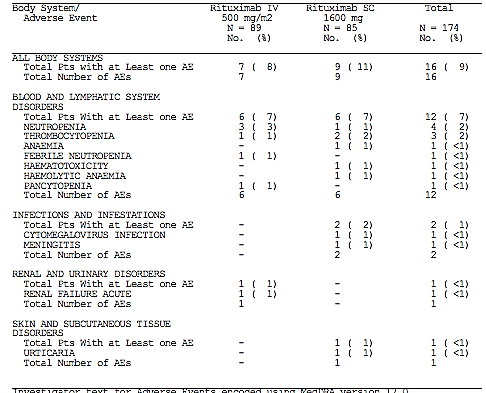 Body System/ Rituximab IV Rituximab SC Total
Adverse Event 500 mg/m2 1600 mg
N = 89 N = 85 N = 174
No. (%) No. (%) No. (%)
ALL BODY SYSTEMS
Total Pts with at Least one AE 7 ( 8) 9 ( 11) 16 ( 9)
Total Number of AEs 7 9 16
BLOOD AND LYMPHATIC SYSTEM
DISORDERS
Total Pts With at Least one AE 6 ( 7) 6 ( 7) 12 ( 7)
NEUTROPENIA 3 ( 3) 1 ( 1) 4 ( 2)
THROMBOCYTOPENIA 1 ( 1) 2 ( 2) 3 ( 2)
ANAEMIA - 1 ( 1) 1 ( <1)
FEBRILE NEUTROPENIA 1 ( 1) - 1 ( <1)
HAEMATOTOXICITY - 1 ( 1) 1 ( <1)
HAEMOLYTIC ANAEMIA - 1 ( 1) 1 ( <1)
PANCYTOPENIA 1 ( 1) - 1 ( <1)
Total Number of AEs 6 6 12
INFECTIONS AND INFESTATIONS
Total Pts With at Least one AE - 2 ( 2) 2 ( 1)
CYTOMEGALOVIRUS INFECTION - 1 ( 1) 1 ( <1)
MENINGITIS - 1 ( 1) 1 ( <1)
Total Number of AEs - 2 2
RENAL AND URINARY DISORDERS
Total Pts With at Least one AE 1 ( 1) - 1 ( <1)
RENAL FAILURE ACUTE 1 ( 1) - 1 ( <1)
Total Number of AEs 1 - 1
SKIN AND SUBCUTANEOUS TISSUE
DISORDERS
Total Pts With at Least one AE - 1 ( 1) 1 ( <1)
URTICARIA - 1 ( 1) 1 ( <1)
Total Number of AEs - 1 1
Investigator text for Adverse Events encoded using MedDRA version 17.0